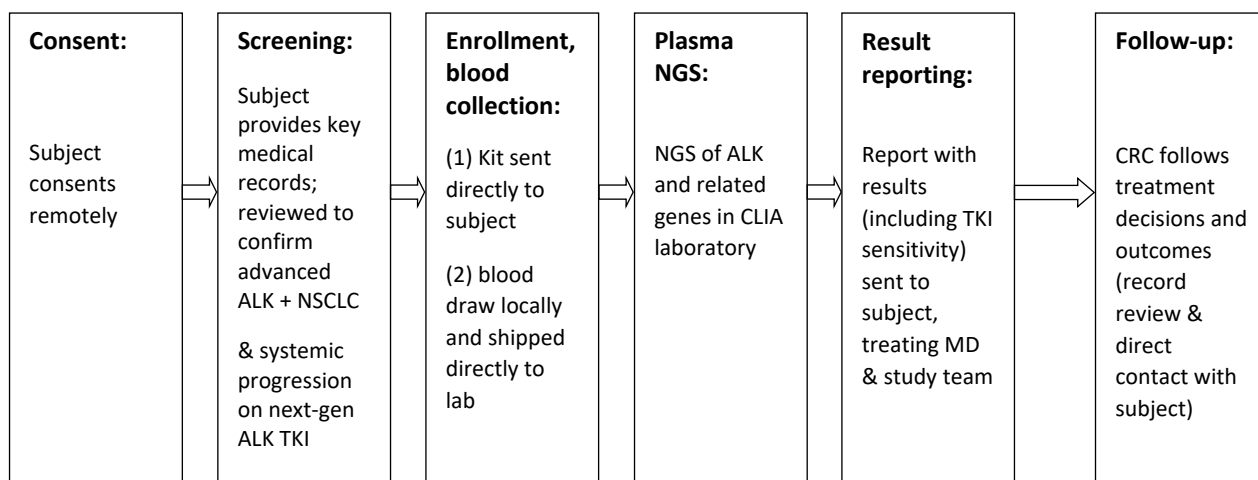 Consent:
Subject
consents
remotely
Screening:
Subject
provides key
medical
records;
reviewed to
confirm
advanced
ALK + NSCLC
& systemic
progression
on next-gen
ALK TKI
Enrollment,
blood
collection:
(1) Kit sent
directly to
subject
(2) blood
draw locally
and shipped
directly to
lab
Plasma
NGS:
NGS of ALK
and related
genes in CLIA
laboratory
Result
reporting:
Report with
results
(including TKI
sensitivity)
sent to
subject,
treating MD
& study team
Follow-up:
CRC follows
treatment
decisions and
outcomes
(record
review &
direct
contact with
subject)